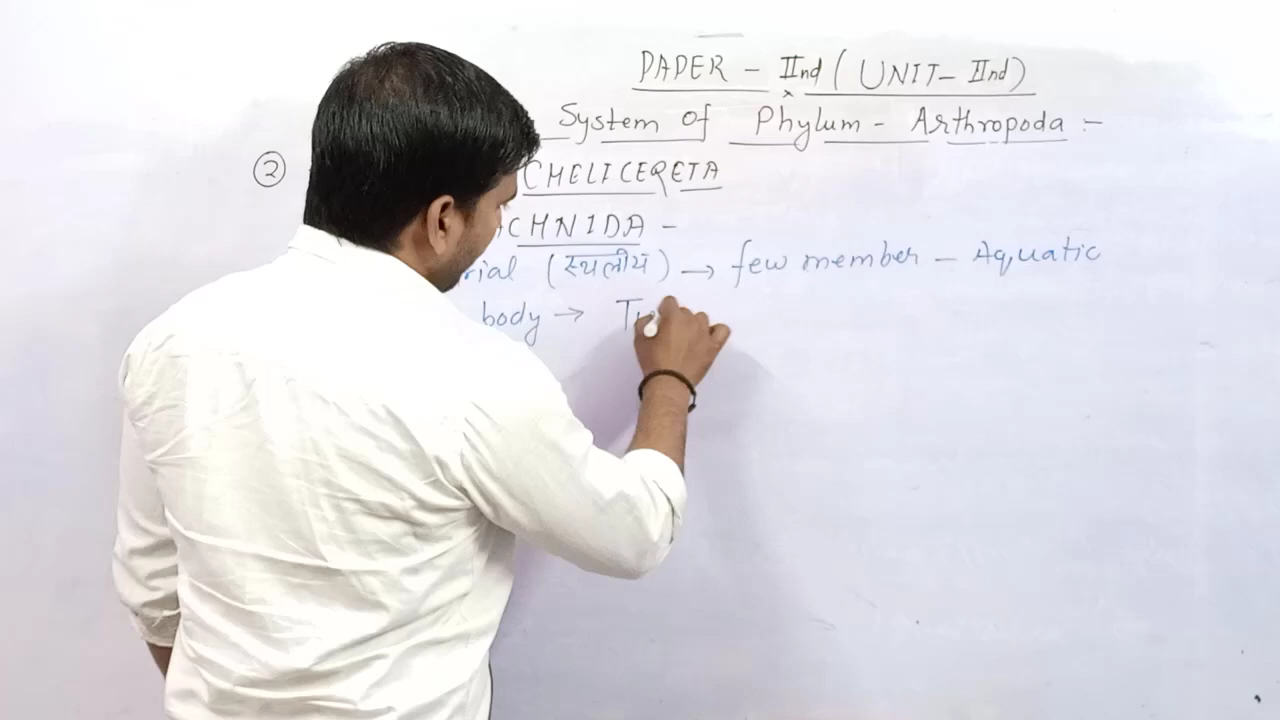 PAPER - IInd ( UNIT- IInd )
System of Phylum - Arthropoda :-
② CHELICERETA
CHNIDA -
rial ( स्थलीय ) → few member - Aquatic
body →